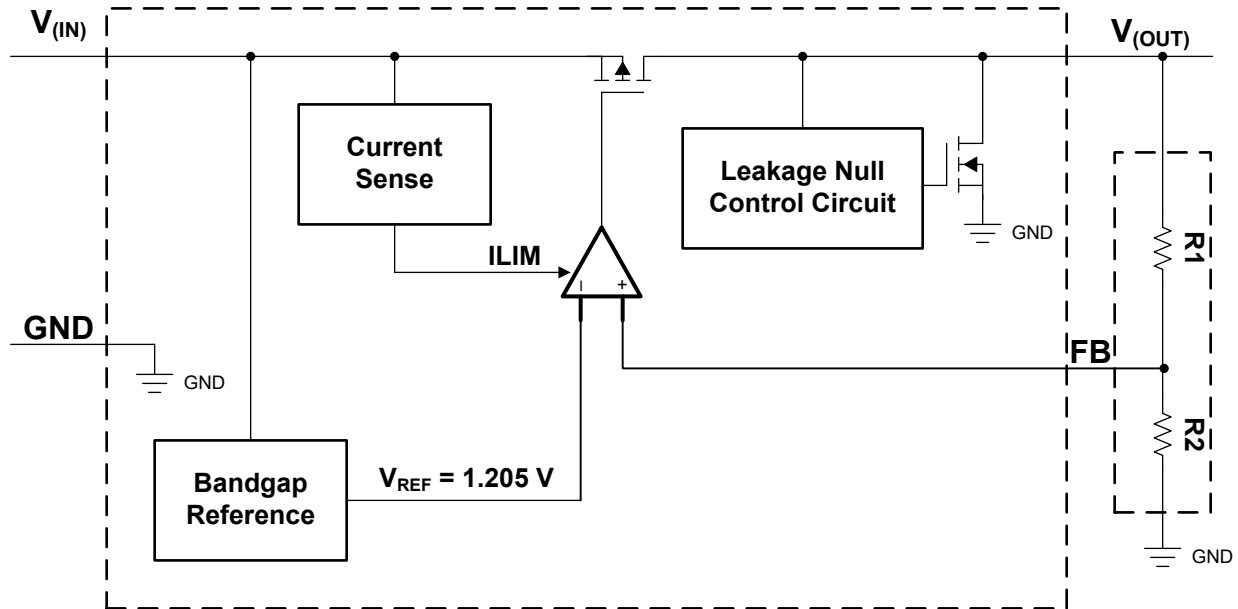 V(IN)
V(OUT)
Current
Sense
Leakage Null
Control Circuit
GND
R1
ILIM
GND
GND
FB
R2
Bandgap
Reference
VREF = 1.205 V
GND